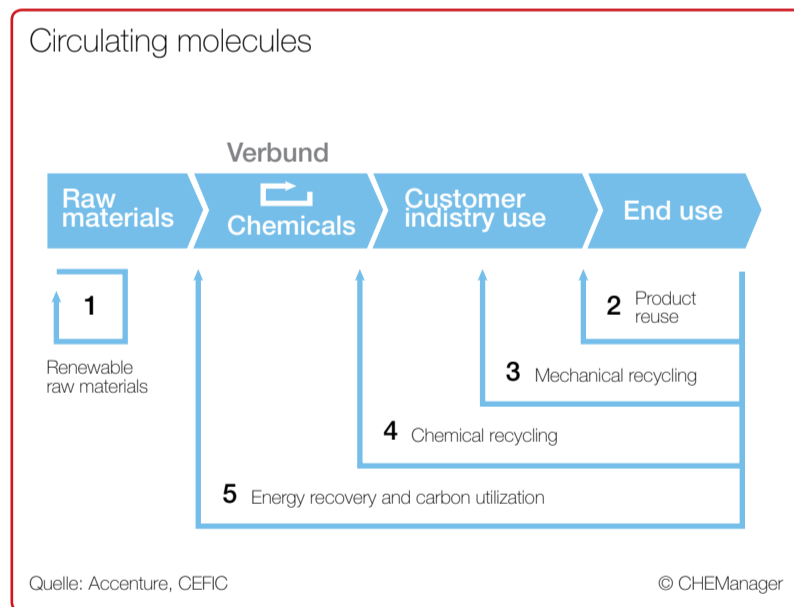 Circulating molecules
Verbund
Raw
materials
Chemicals
Customer
indistry use
End use
1
Renewable
raw materials
2 Product
reuse
3 Mechanical recycling
4 Chemical recycling
5 Energy recovery and carbon utilization
Quelle: Accenture, CEFIC
© CHEManager